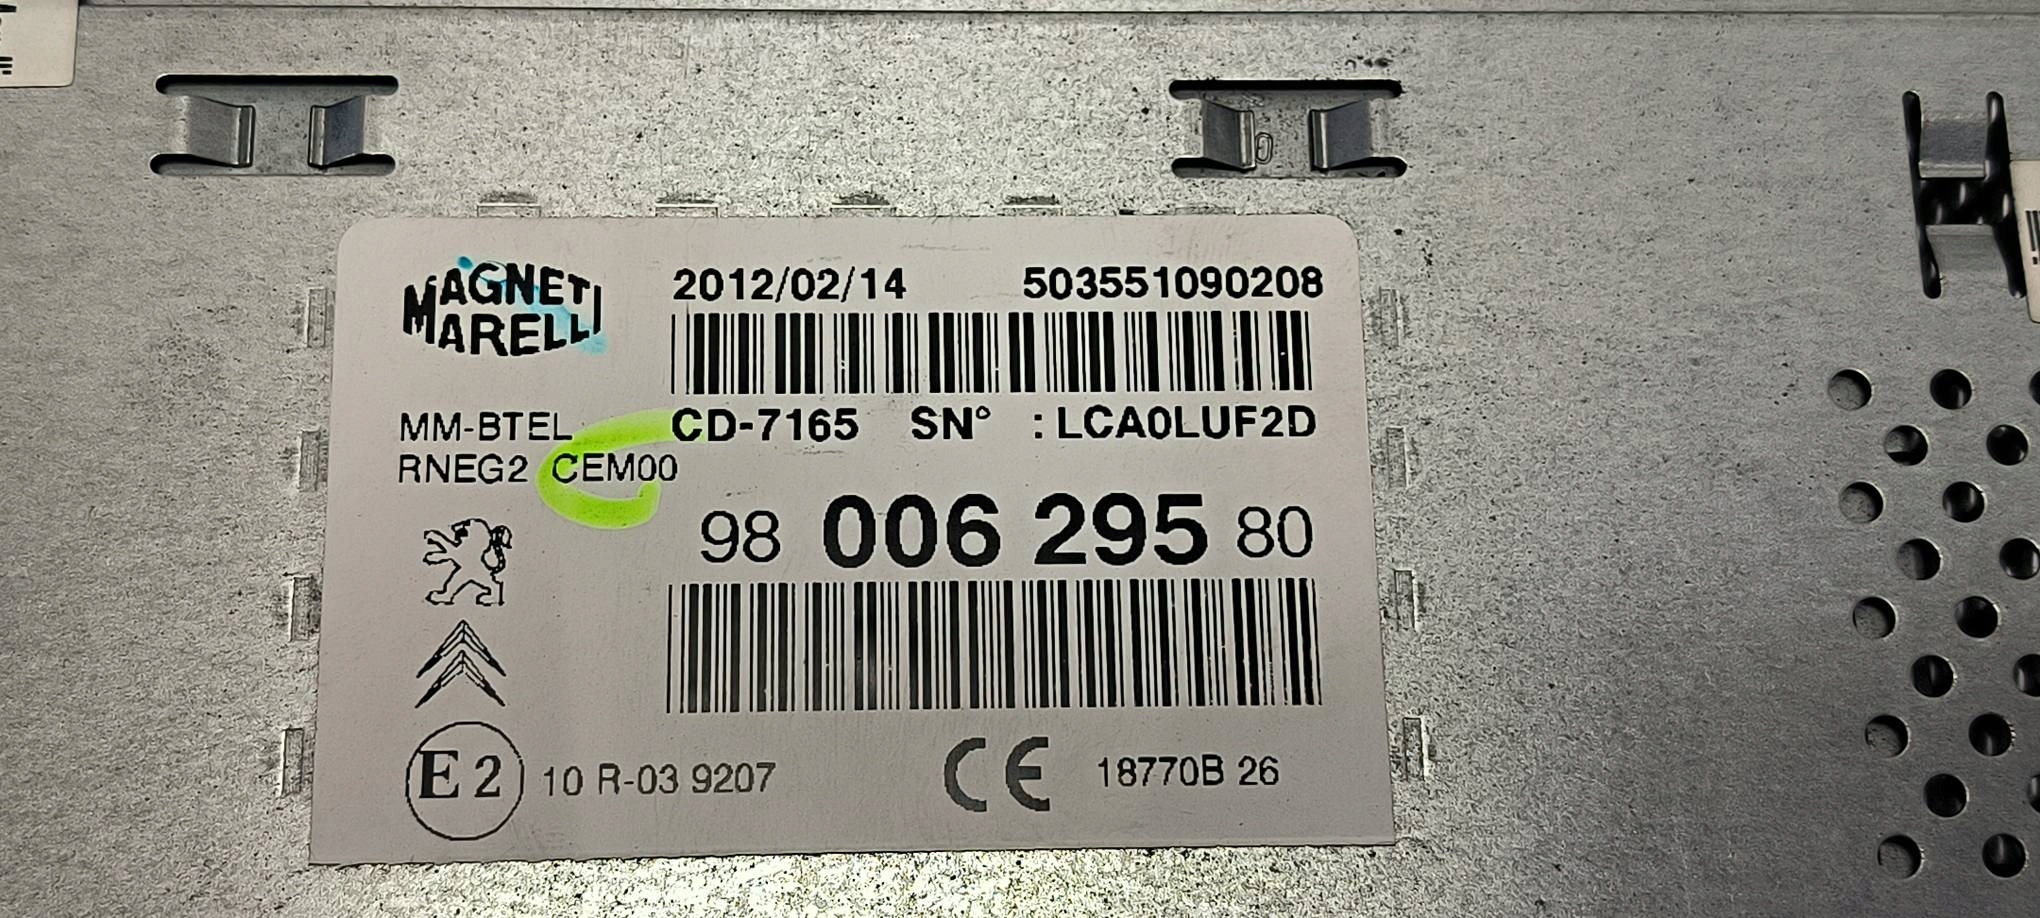 MAGNETI
MARELLI
2012/02/14 503551090208
MM-BTEL CD-7165 SN° : LCA0LUF2D
RNEG2 CEM00
98 006 295 80
E2 10 R-03 9207 CE 18770B 26